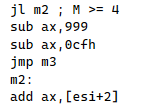 jl m2 ; M >= 4
sub ax,999
sub ax,0cfh
jmp m3
m2:
add ax,[esi+2]